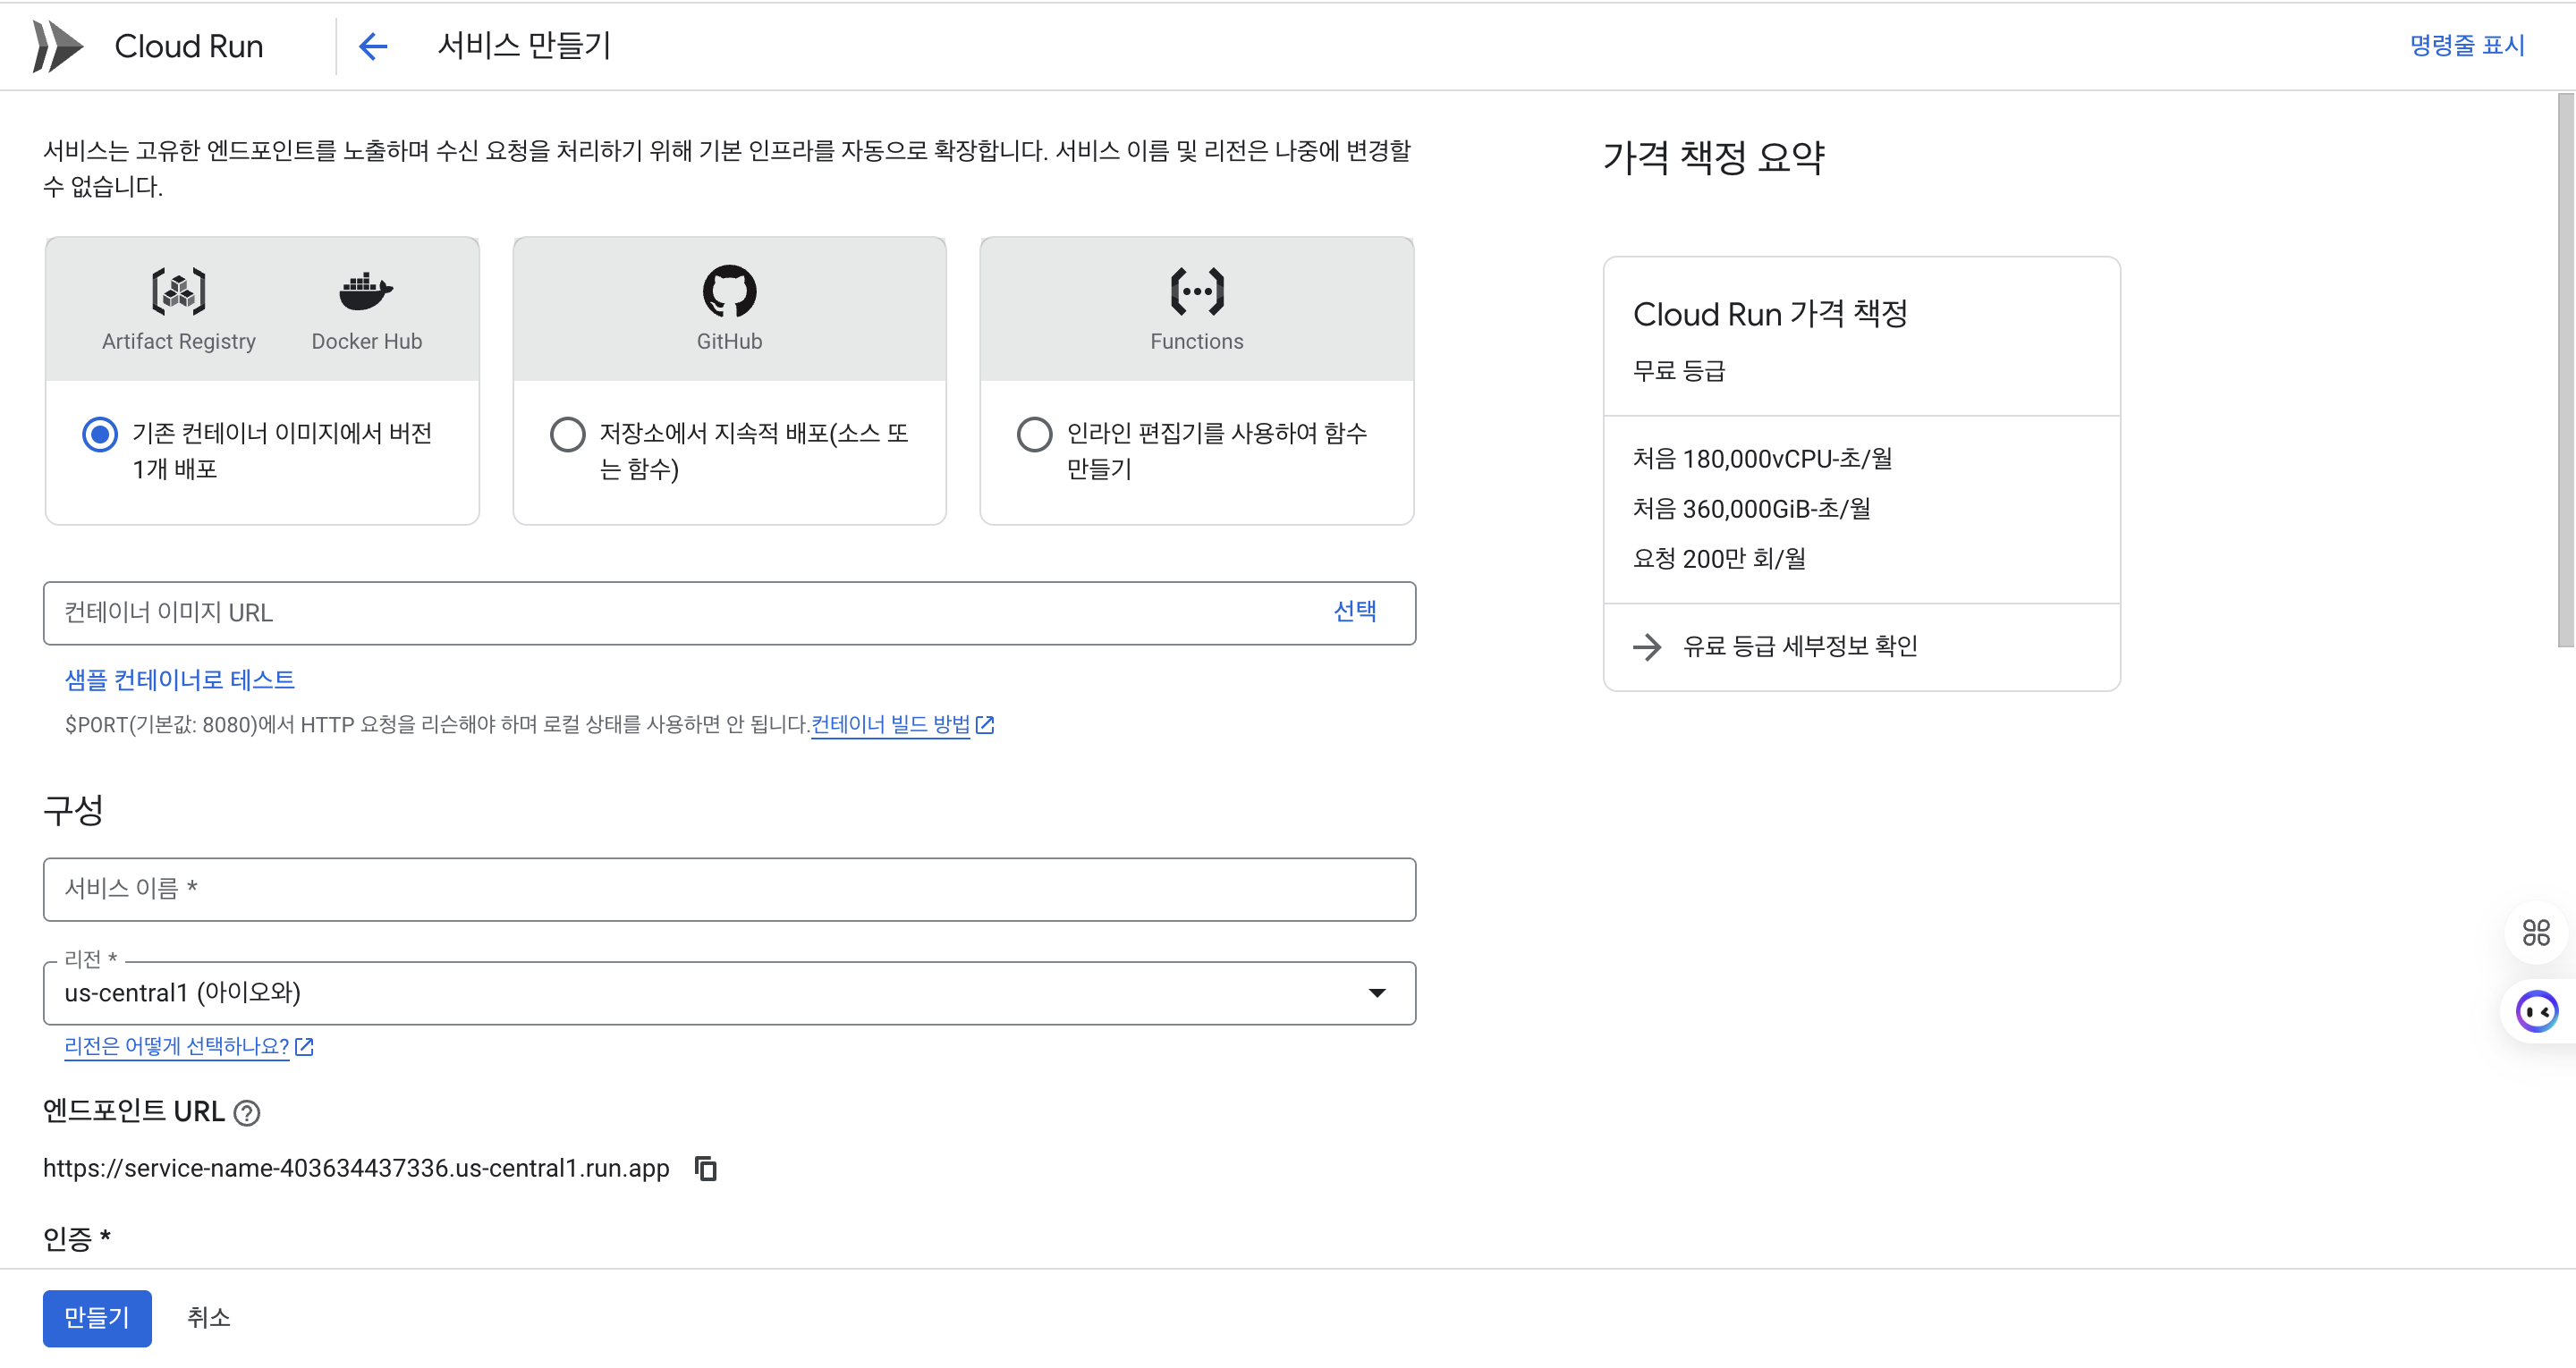 Cloud Run
서비스 만들기
명령줄 표시
서비스는 고유한 엔드포인트를 노출하며 수신 요청을 처리하기 위해 기본 인프라를 자동으로 확장합니다. 서비스 이름 및 리전은 나중에 변경할
수 없습니다.
Artifact Registry
Docker Hub
GitHub
Functions
기존 컨테이너 이미지에서 버전
1개 배포
저장소에서 지속적 배포(소스 또
는 함수)
인라인 편집기를 사용하여 함수
만들기
컨테이너 이미지 URL
선택
샘플 컨테이너로 테스트
$PORT(기본값: 8080)에서 HTTP 요청을 리슨해야 하며 로컬 상태를 사용하면 안 됩니다.컨테이너 빌드 방법
구성
서비스 이름 *
리전 *
us-central1 (아이오와)
리전은 어떻게 선택하나요?
엔드포인트 URL
https://service-name-403634437336.us-central1.run.app
인증 *
만들기
취소
가격 책정 요약
Cloud Run 가격 책정
무료 등급
처음 180,000vCPU-초/월
처음 360,000GiB-초/월
요청 200만 회/월
유료 등급 세부정보 확인